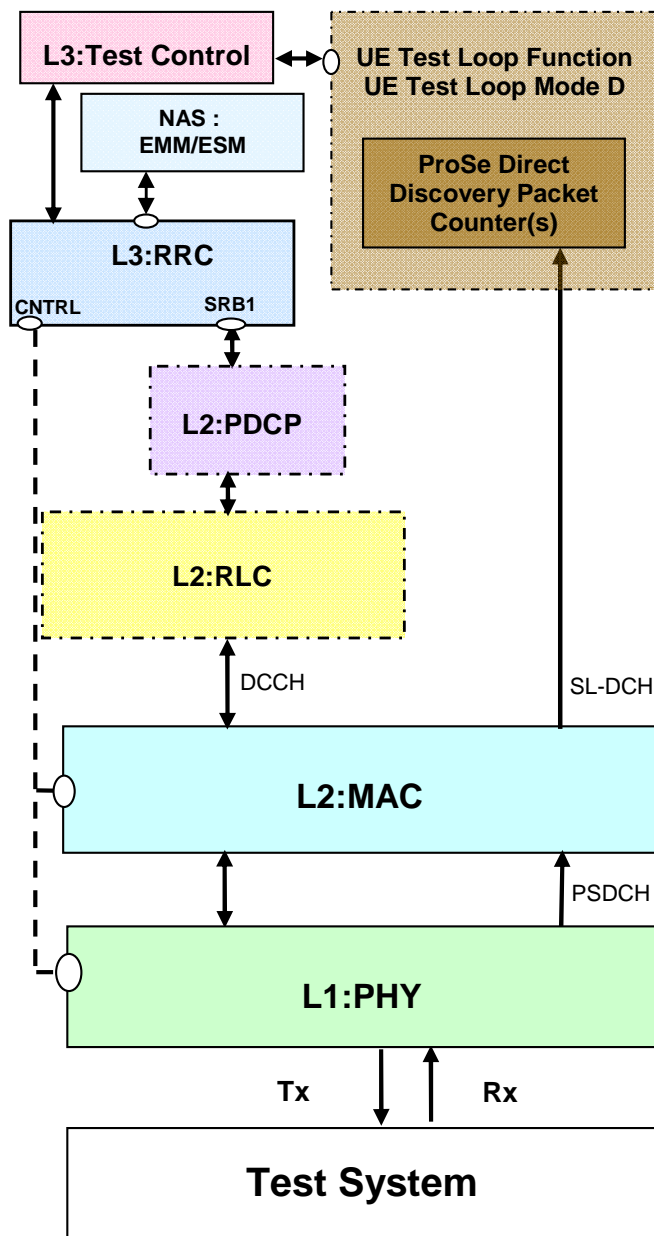 L3:Test Control
UE Test Loop Function
UE Test Loop Mode D
NAS :
EMM/ESM
ProSe Direct
Discovery Packet
Counter(s)
L3:RRC
CNTRL
SRB1
L2:PDCP
L2:RLC
DCCH
SL-DCH
L2:MAC
PSDCH
L1:PHY
Tx
Rx
Test System